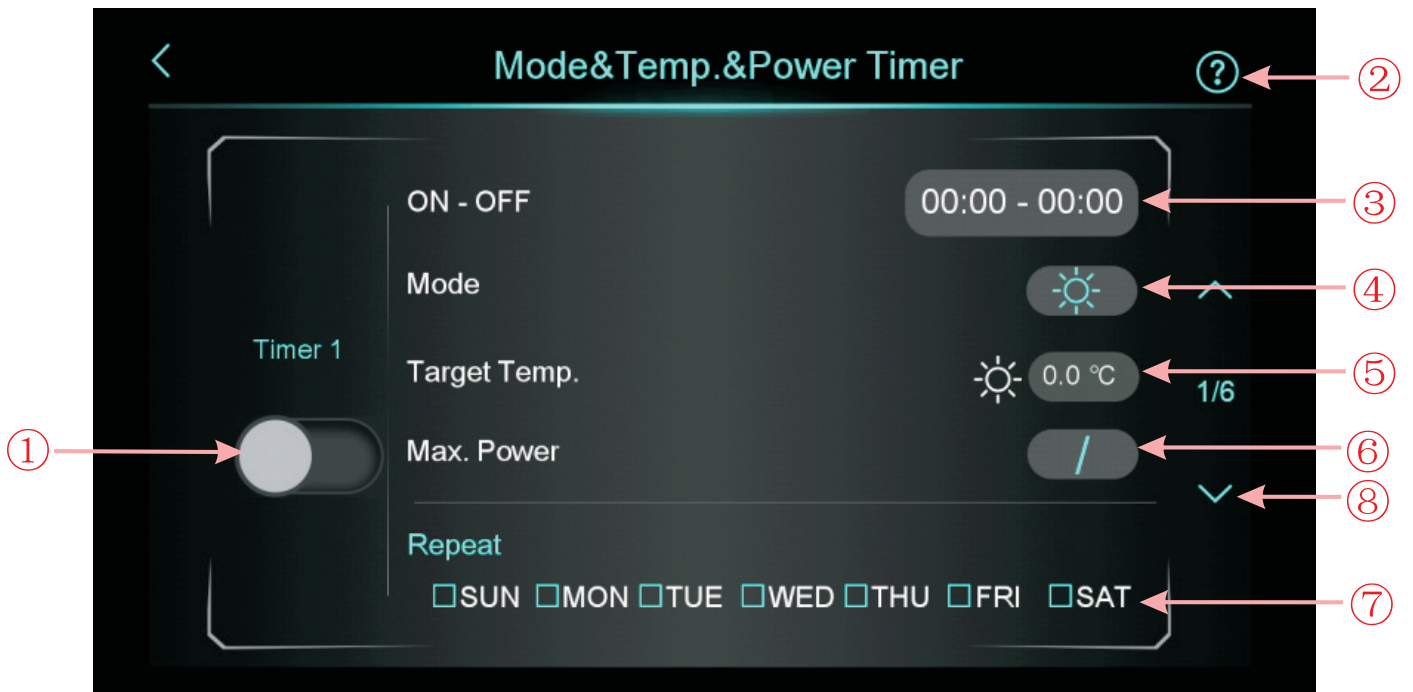 Mode&Temp.&Power Timer
②
ON - OFF 00:00 - 00:00 ③
Mode ④
Timer 1
Target Temp. 0.0 ℃ ⑤
1/6
① Max. Power / ⑥
⑧
Repeat
SUN MON TUE WED THU FRI SAT ⑦